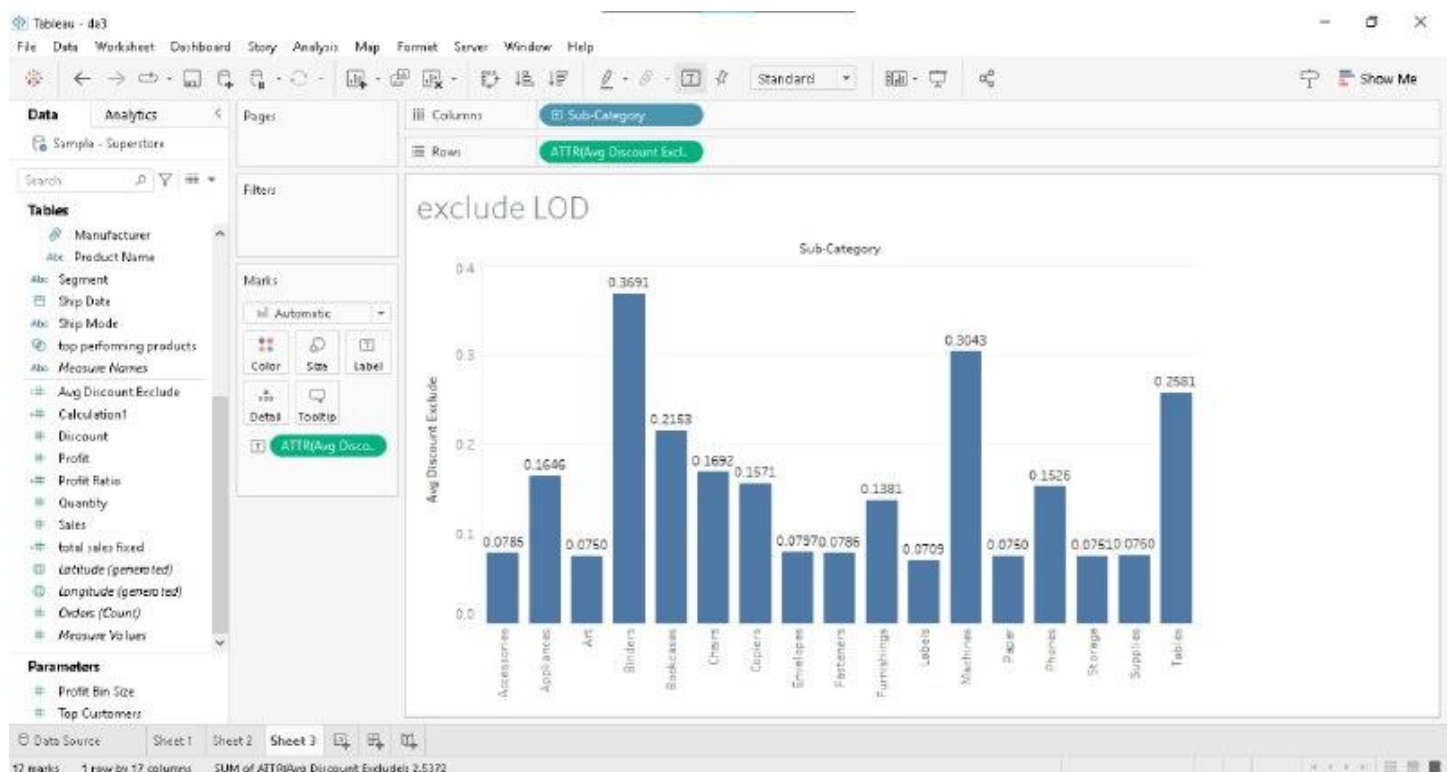 Tableau - da3
File Data Worksheet Dashboard Story Analysis Map Format Server Window Help
Standard
Show Me
Data Analytics
Sample - Superstore
Search
Tables
Manufacturer
Abc Product Name
Abc Segment
Ship Date
Abc Ship Mode
top performing products
Abc Measure Names
Avg Discount Exclude
Calculation1
Discount
Profit
Profit Ratio
Quantity
Sales
total sales fixed
Latitude (generated)
Longitude (generated)
Orders (Count)
Measure Values
Parameters
Profit Bin Size
Top Customers
Pages
Filters
Marks
Automatic
Color Size Label
Detail Tooltip
ATTR(Avg Disco..
Columns Sub-Category
Rows ATTR(Avg Discount Excl..
exclude LOD
Sub-Category
Avg Discount Exclude
0.4
0.3
0.2
0.1
0.0
0.0785
0.1646
0.0750
0.3691
0.2153
0.1692
0.1571
0.0797
0.0786
0.1381
0.0709
0.3043
0.0750
0.1526
0.0751
0.0760
0.2581
Accessories
Appliances
Art
Binders
Bookcases
Chairs
Copiers
Envelopes
Fasteners
Furnishings
Labels
Machines
Paper
Phones
Storage
Supplies
Tables
Data Source Sheet 1 Sheet 2 Sheet 3
17 marks 1 row by 17 columns SUM of ATTR(Avg Discount Exclude): 2.5372